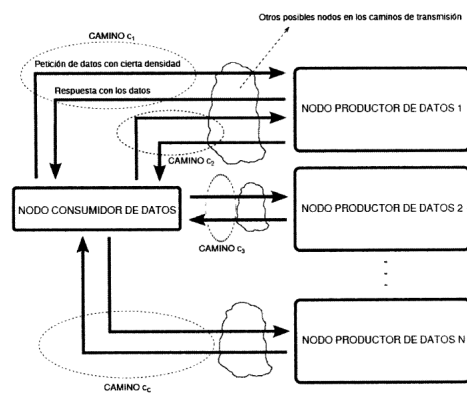 Otros posibles nodos en los caminos de transmisión
CAMINO c1
Petición de datos con cierta densidad
Respuesta con los datos
NODO PRODUCTOR DE DATOS 1
CAMINO c2
NODO CONSUMIDOR DE DATOS
NODO PRODUCTOR DE DATOS 2
CAMINO c3
NODO PRODUCTOR DE DATOS N
CAMINO cC